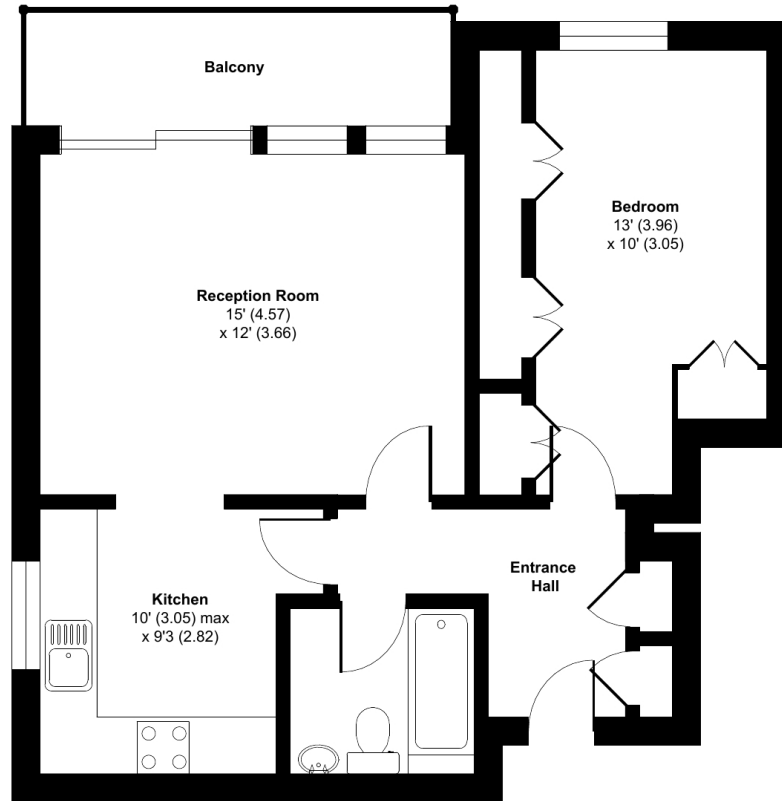 Balcony
Bedroom
13' (3.96)
x 10' (3.05)
Reception Room
15' (4.57)
x 12' (3.66)
Entrance
Hall
Kitchen
10' (3.05) max
x 9'3 (2.82)